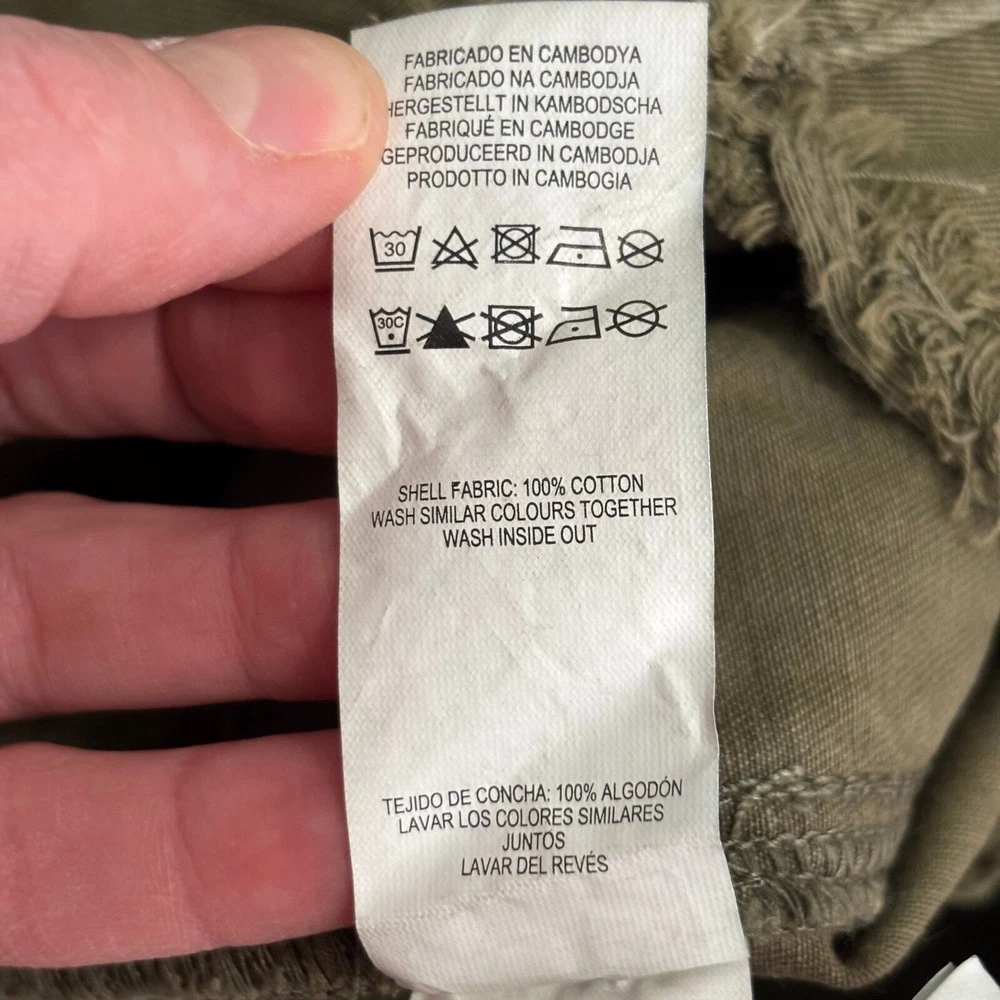 FABRICADO EN CAMBODYA
FABRICADO NA CAMBODJA
HERGESTELLT IN KAMBODSCHA
FABRIQUÉ EN CAMBODGE
GEPRODUCEERD IN CAMBODJA
PRODOTTO IN CAMBOGIA
30
30C
SHELL FABRIC: 100% COTTON
WASH SIMILAR COLOURS TOGETHER
WASH INSIDE OUT
TEJIDO DE CONCHA: 100% ALGODÓN
LAVAR LOS COLORES SIMILARES
JUNTOS
LAVAR DEL REVÉS